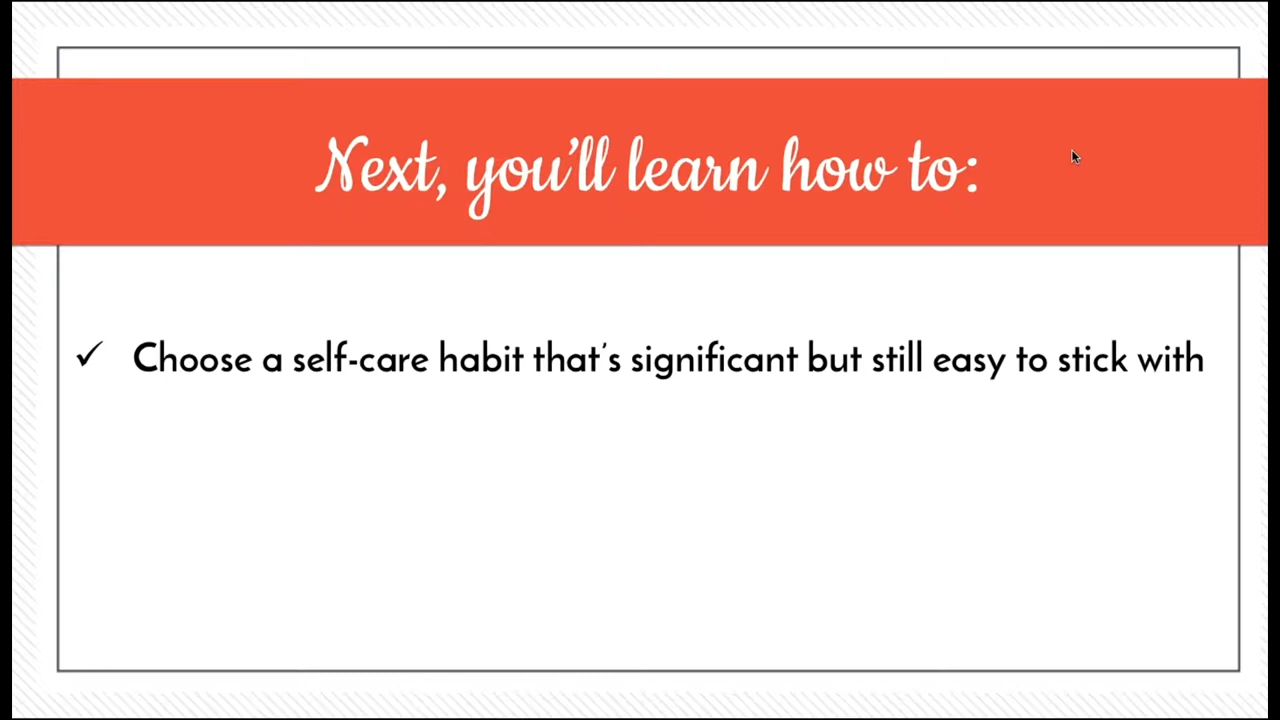 Next, you’ll learn how to:
✓ Choose a self-care habit that’s significant but still easy to stick with